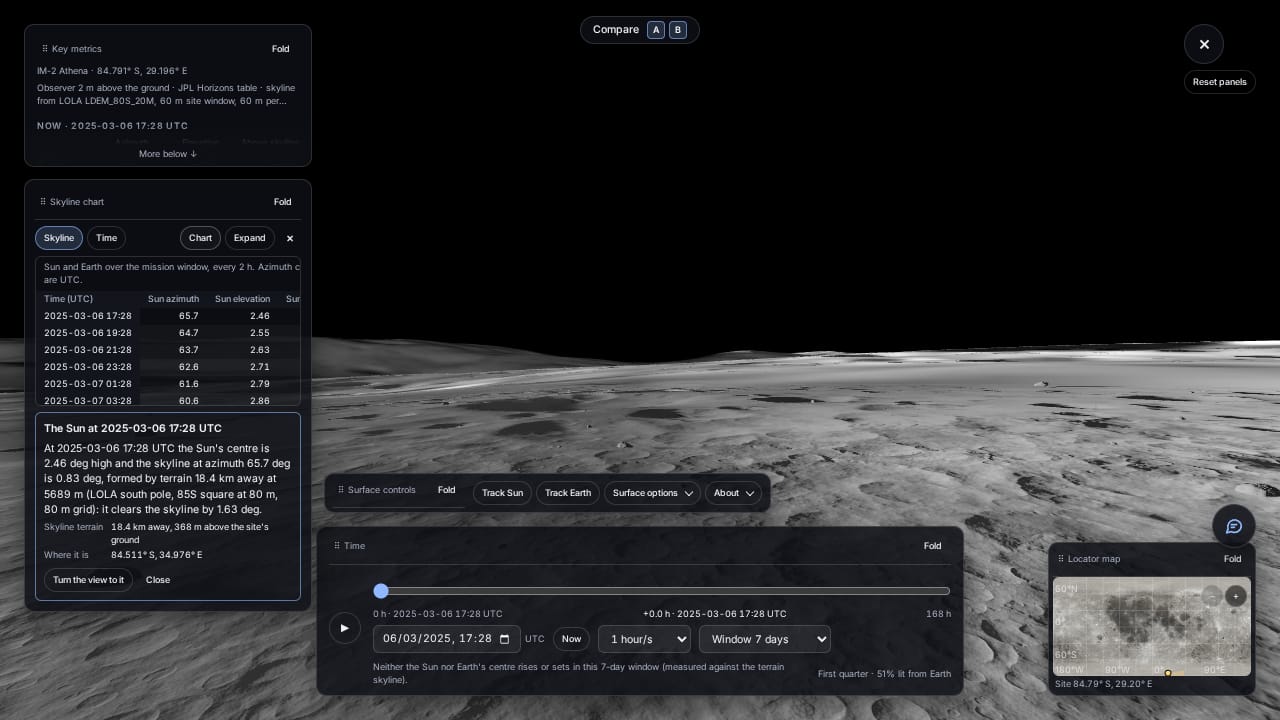 Compare A B
×
Reset panels
Key metrics Fold
IM-2 Athena · 84.791° S, 29.196° E
Observer 2 m above the ground · JPL Horizons table · skyline
from LOLA LDEM_80S_20M, 60 m site window, 60 m per...
NOW · 2025-03-06 17:28 UTC
Azimuth Elevation Above skyline
More below ↓
Skyline chart Fold
Skyline Time Chart Expand ×
Sun and Earth over the mission window, every 2 h. Azimuth c
are UTC.
Time (UTC) Sun azimuth Sun elevation Sun
2025-03-06 17:28 65.7 2.46
2025-03-06 19:28 64.7 2.55
2025-03-06 21:28 63.7 2.63
2025-03-06 23:28 62.6 2.71
2025-03-07 01:28 61.6 2.79
2025-03-07 03:28 60.6 2.86
The Sun at 2025-03-06 17:28 UTC
At 2025-03-06 17:28 UTC the Sun's centre is
2.46 deg high and the skyline at azimuth 65.7 deg
is 0.83 deg, formed by terrain 18.4 km away at
5689 m (LOLA south pole, 85S square at 80 m,
80 m grid): it clears the skyline by 1.63 deg.
Skyline terrain 18.4 km away, 368 m above the site's
ground
Where it is 84.511° S, 34.976° E
Turn the view to it Close
Surface controls Fold Track Sun Track Earth Surface options About
Time Fold
0 h · 2025-03-06 17:28 UTC +0.0 h · 2025-03-06 17:28 UTC 168 h
06/03/2025, 17:28 UTC Now 1 hour/s Window 7 days
Neither the Sun nor Earth's centre rises or sets in this 7-day window (measured against the terrain
skyline).
First quarter · 51% lit from Earth
Locator map Fold
60°N
0°
60°S
180°W 90°W 0° 90°E
− +
Site 84.79° S, 29.20° E